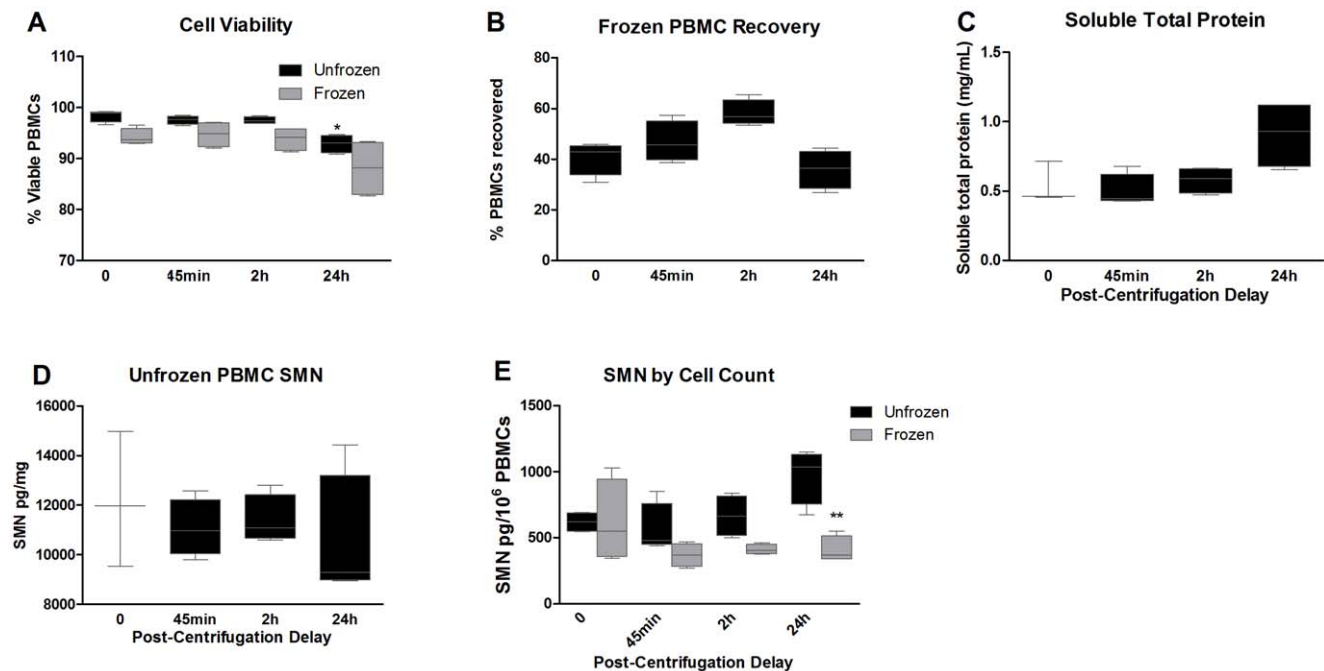 A
Cell Viability
% Viable PBMCs
110
100
90
80
70
Unfrozen
Frozen
*
0 45min 2h 24h
B
Frozen PBMC Recovery
% PBMCs recovered
80
60
40
20
0
0 45min 2h 24h
C
Soluble Total Protein
Soluble total protein (mg/mL)
1.5
1.0
0.5
0.0
0 45min 2h 24h
Post-Centrifugation Delay
D
Unfrozen PBMC SMN
SMN pg/mg
16000
14000
12000
10000
8000
0 45min 2h 24h
Post-Centrifugation Delay
E
SMN by Cell Count
SMN pg/10⁶ PBMCs
1500
1000
500
0
Unfrozen
Frozen
**
0 45min 2h 24h
Post-Centrifugation Delay